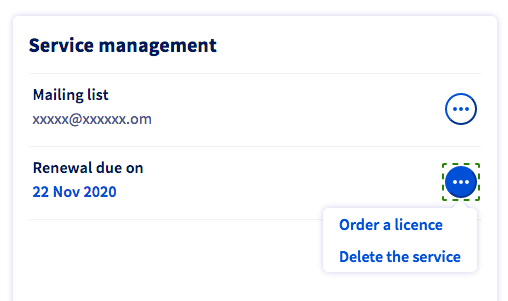 Service management
Mailing list
xxxxx@xxxxxx.om
Renewal due on
22 Nov 2020
Order a licence
Delete the service